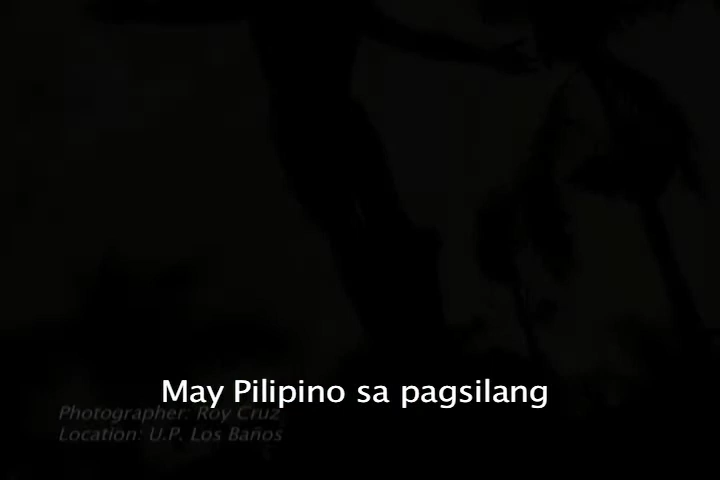 May Pilipino sa pagsilang
Photographer: Roy Cruz
Location: U.P. Los Baños